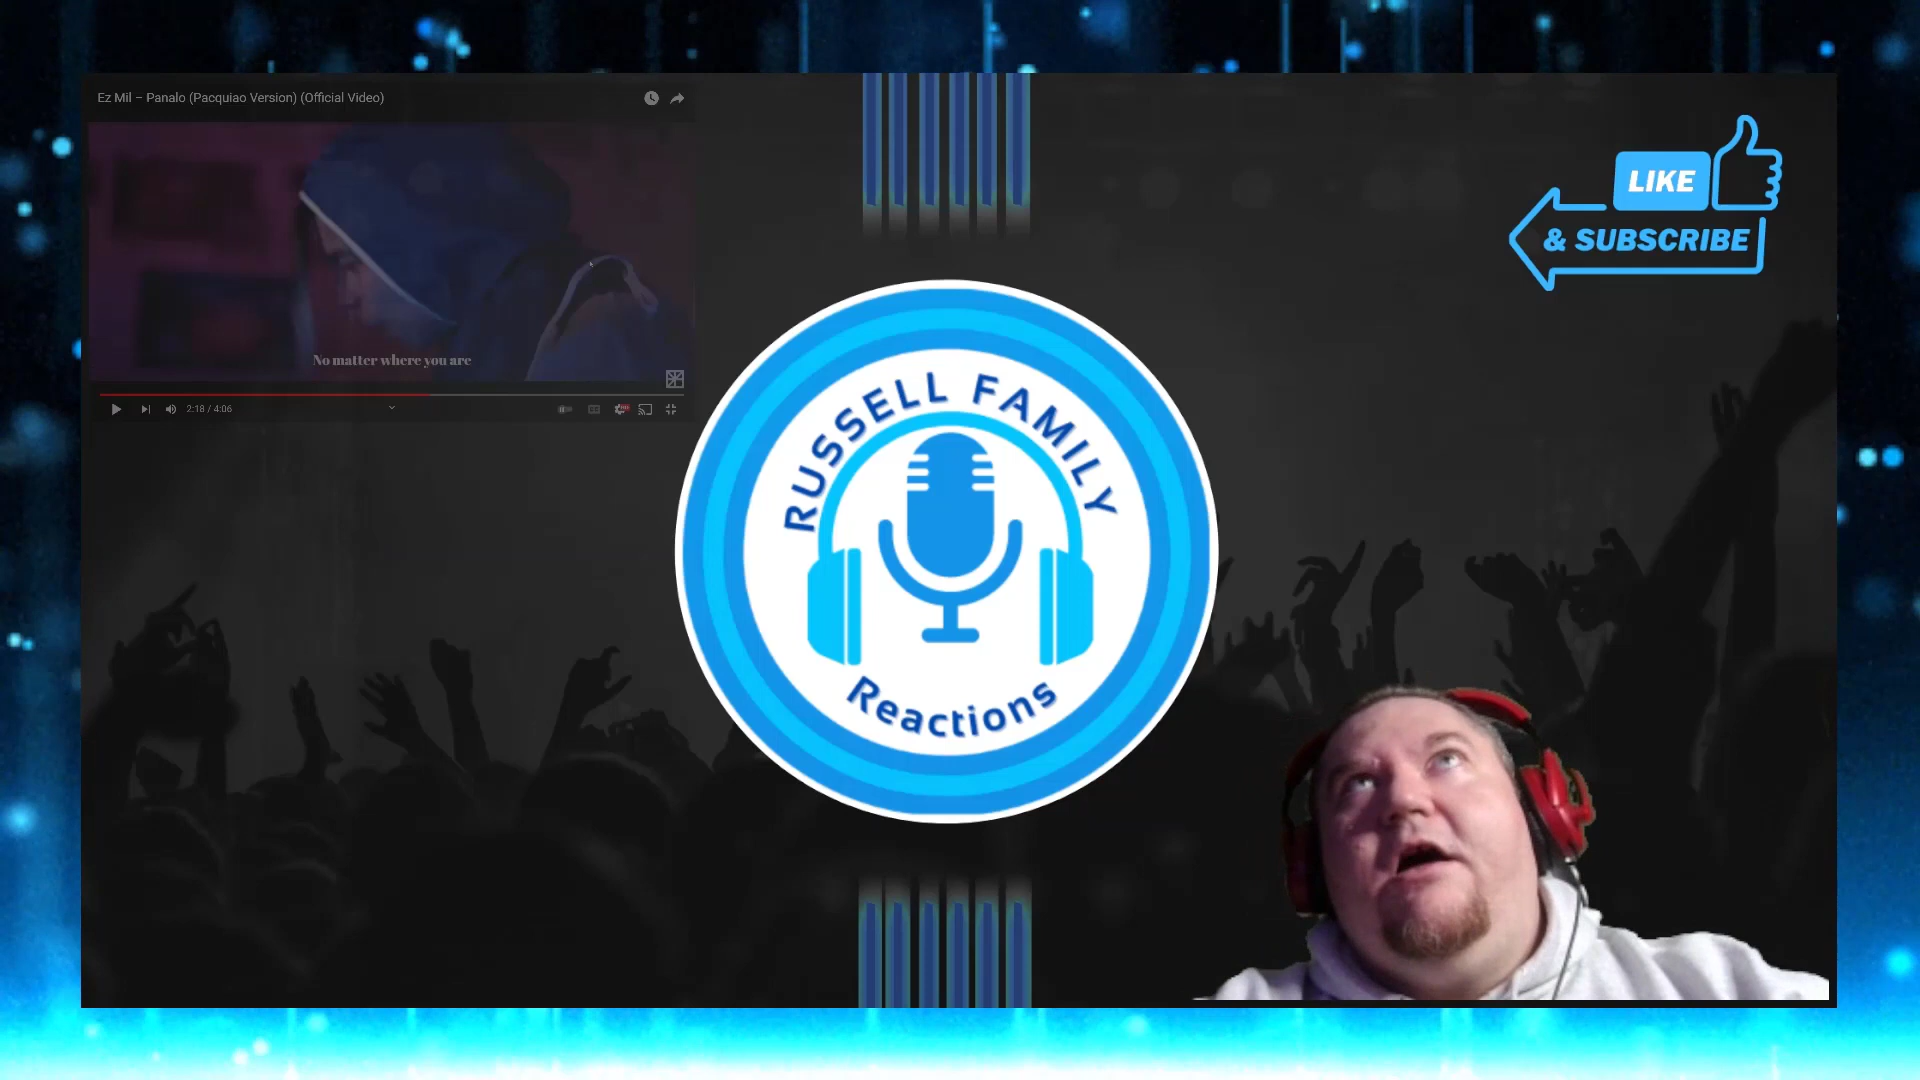 Ez Mil – Panalo (Pacquiao Version) (Official Video)
LIKE
& SUBSCRIBE
No matter where you are
2:18 / 4:06
RUSSELL FAMILY
Reactions